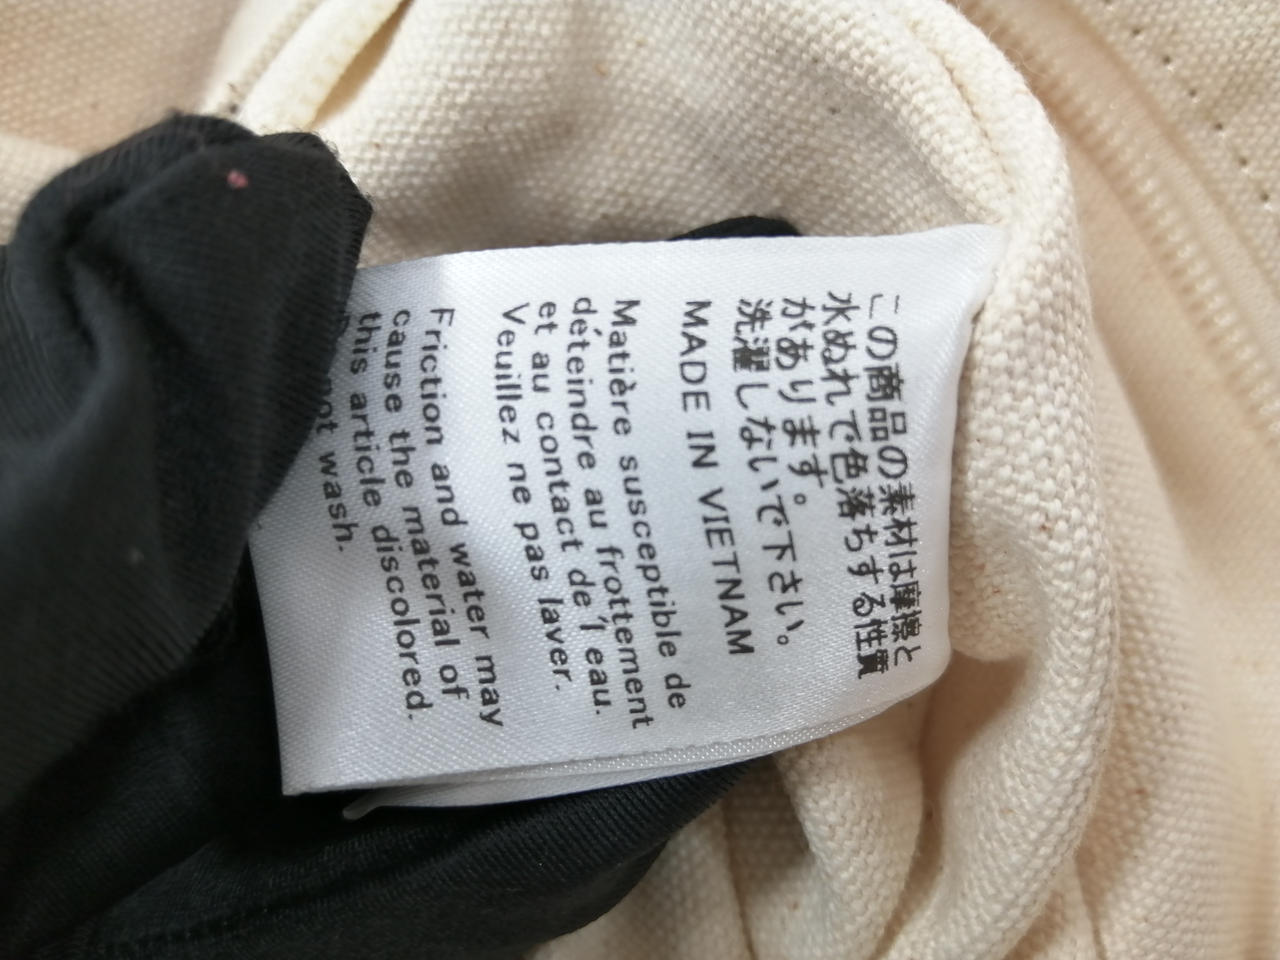 この商品の素材は摩擦と
水ぬれで色落ちする性質
があります。
洗濯しないで下さい。
MADE IN VIETNAM
Matière susceptible de
déteindre au frottement
et au contact de l'eau.
Veuillez ne pas laver.
Friction and water may
cause the material of
this article discolored.
not wash.